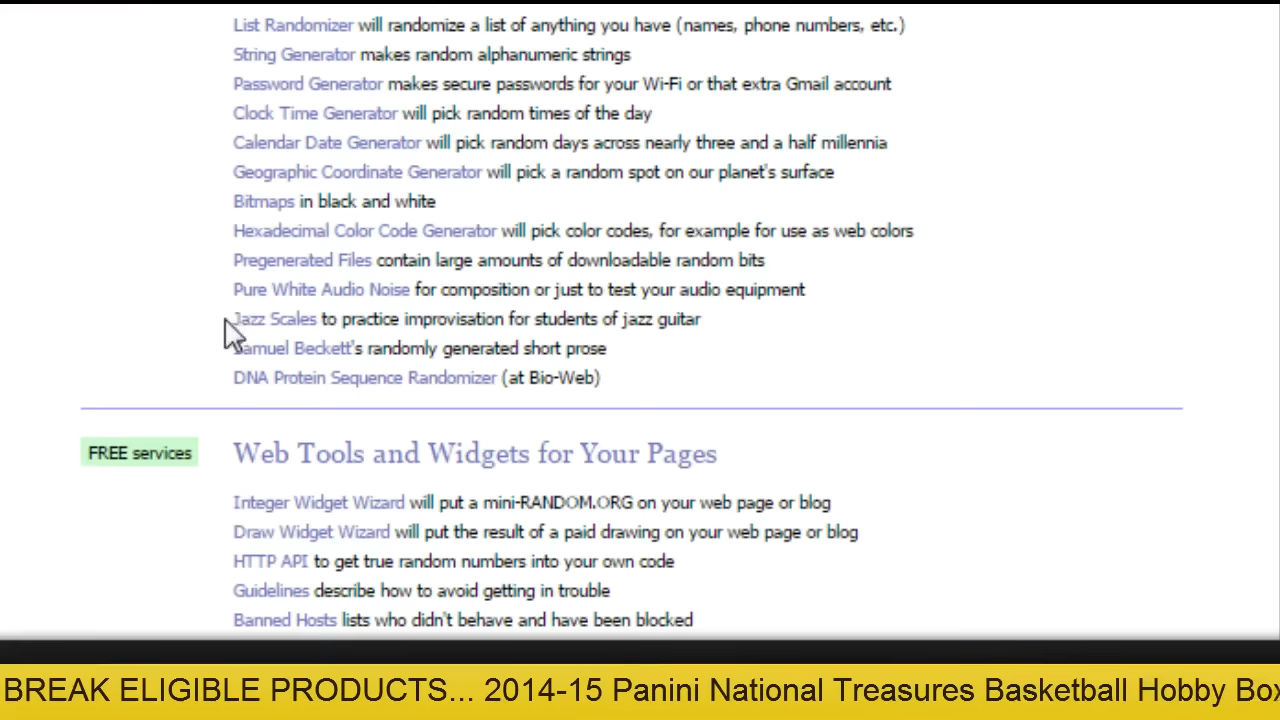 List Randomizer will randomize a list of anything you have (names, phone numbers, etc.)
String Generator makes random alphanumeric strings
Password Generator makes secure passwords for your Wi-Fi or that extra Gmail account
Clock Time Generator will pick random times of the day
Calendar Date Generator will pick random days across nearly three and a half millennia
Geographic Coordinate Generator will pick a random spot on our planet's surface
Bitmaps in black and white
Hexadecimal Color Code Generator will pick color codes, for example for use as web colors
Pregenerated Files contain large amounts of downloadable random bits
Pure White Audio Noise for composition or just to test your audio equipment
Jazz Scales to practice improvisation for students of jazz guitar
Samuel Beckett's randomly generated short prose
DNA Protein Sequence Randomizer (at Bio-Web)
FREE services
Web Tools and Widgets for Your Pages
Integer Widget Wizard will put a mini-RANDOM.ORG on your web page or blog
Draw Widget Wizard will put the result of a paid drawing on your web page or blog
HTTP API to get true random numbers into your own code
Guidelines describe how to avoid getting in trouble
Banned Hosts lists who didn't behave and have been blocked
BREAK ELIGIBLE PRODUCTS... 2014-15 Panini National Treasures Basketball Hobby Box